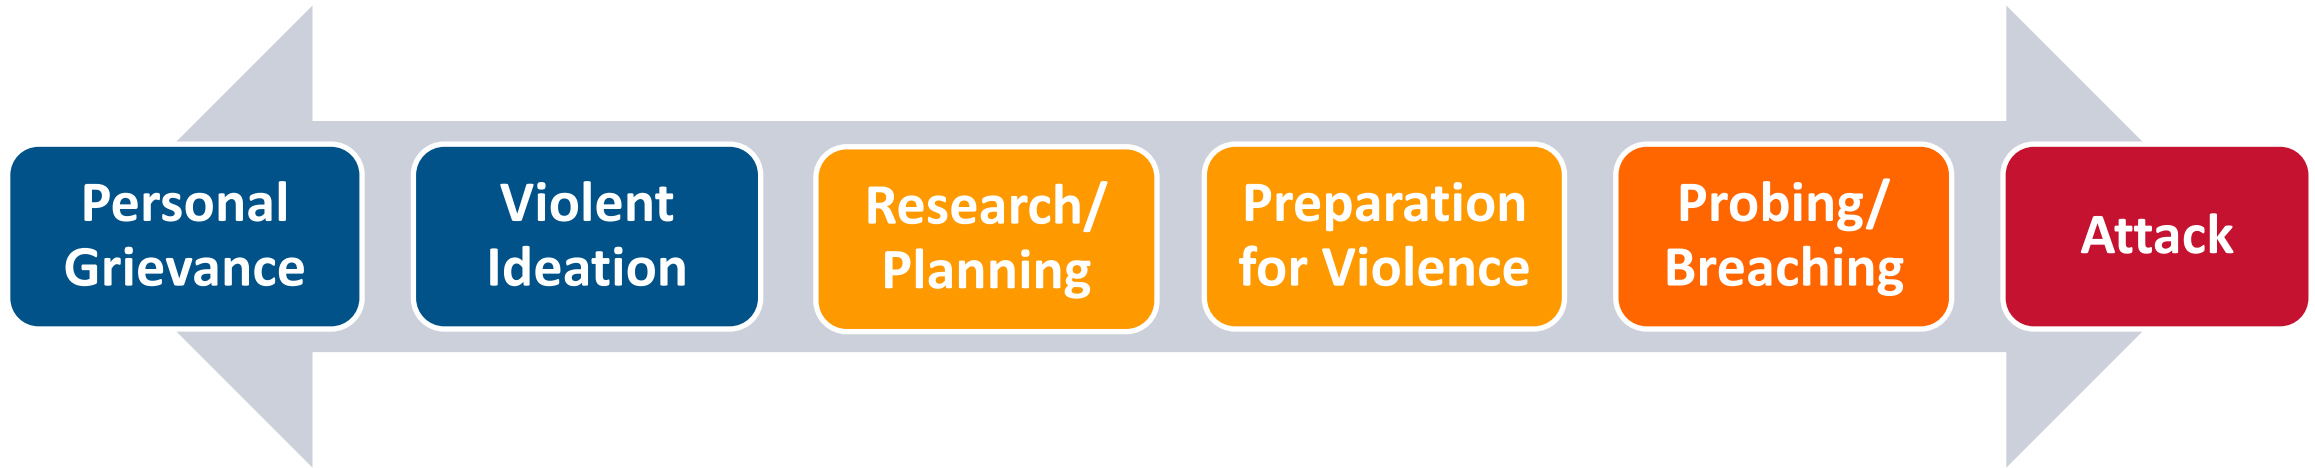 Personal
Grievance
Violent
Ideation
Research/
Planning
Preparation
for Violence
Probing/
Breaching
Attack